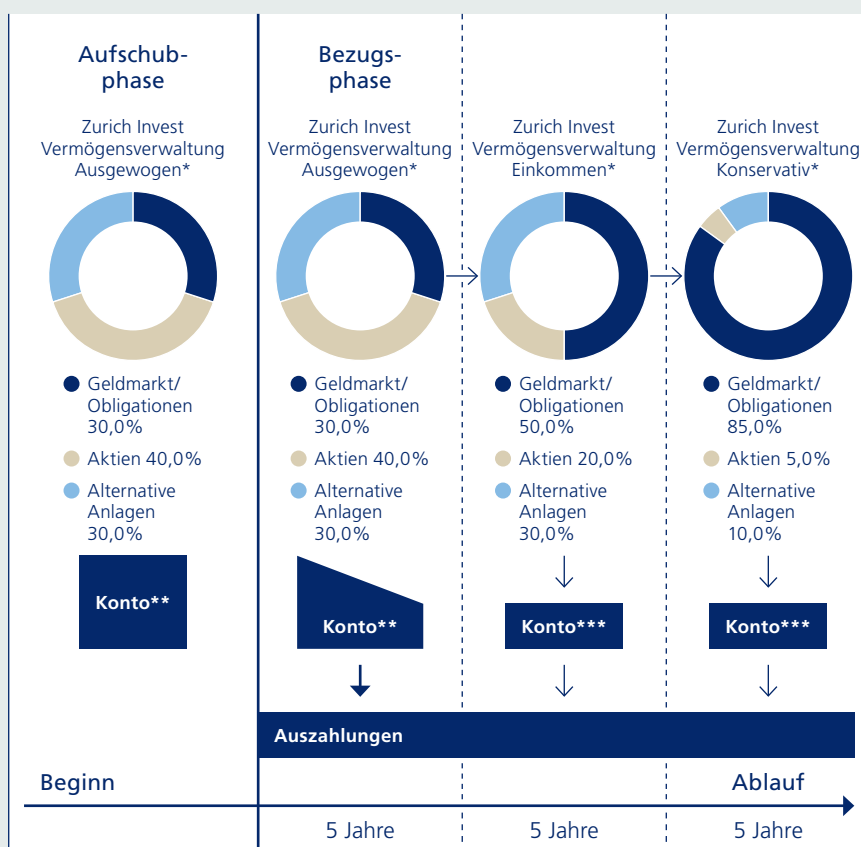 Aufschub-
phase
Zurich Invest
Vermögensverwaltung
Ausgewogen*
Geldmarkt/
Obligationen
30,0%
Aktien 40,0%
Alternative
Anlagen
30,0%
Konto**
Bezugs-
phase
Zurich Invest
Vermögensverwaltung
Ausgewogen*
Geldmarkt/
Obligationen
30,0%
Aktien 40,0%
Alternative
Anlagen
30,0%
Konto**
Zurich Invest
Vermögensverwaltung
Einkommen*
Geldmarkt/
Obligationen
50,0%
Aktien 20,0%
Alternative
Anlagen
30,0%
Konto***
Zurich Invest
Vermögensverwaltung
Konservativ*
Geldmarkt/
Obligationen
85,0%
Aktien 5,0%
Alternative
Anlagen
10,0%
Konto***
Auszahlungen
Beginn
Ablauf
5 Jahre
5 Jahre
5 Jahre